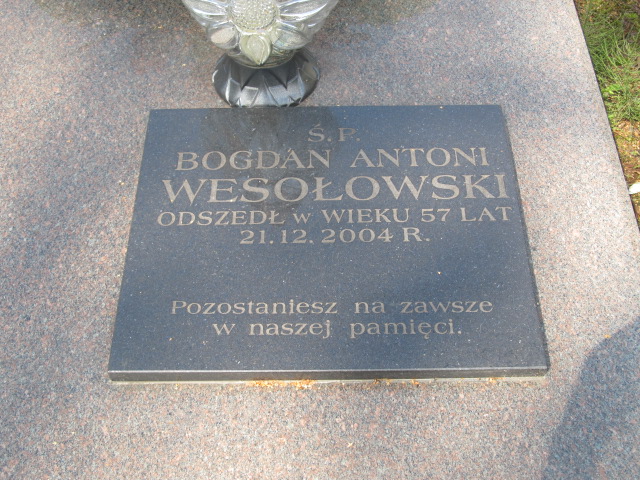 Ś. P.
BOGDAN ANTONI
WESOŁOWSKI
ODSZEDŁ W WIEKU 57 LAT
21.12.2004 R.
Pozostaniesz na zawsze
w naszej pamięci.